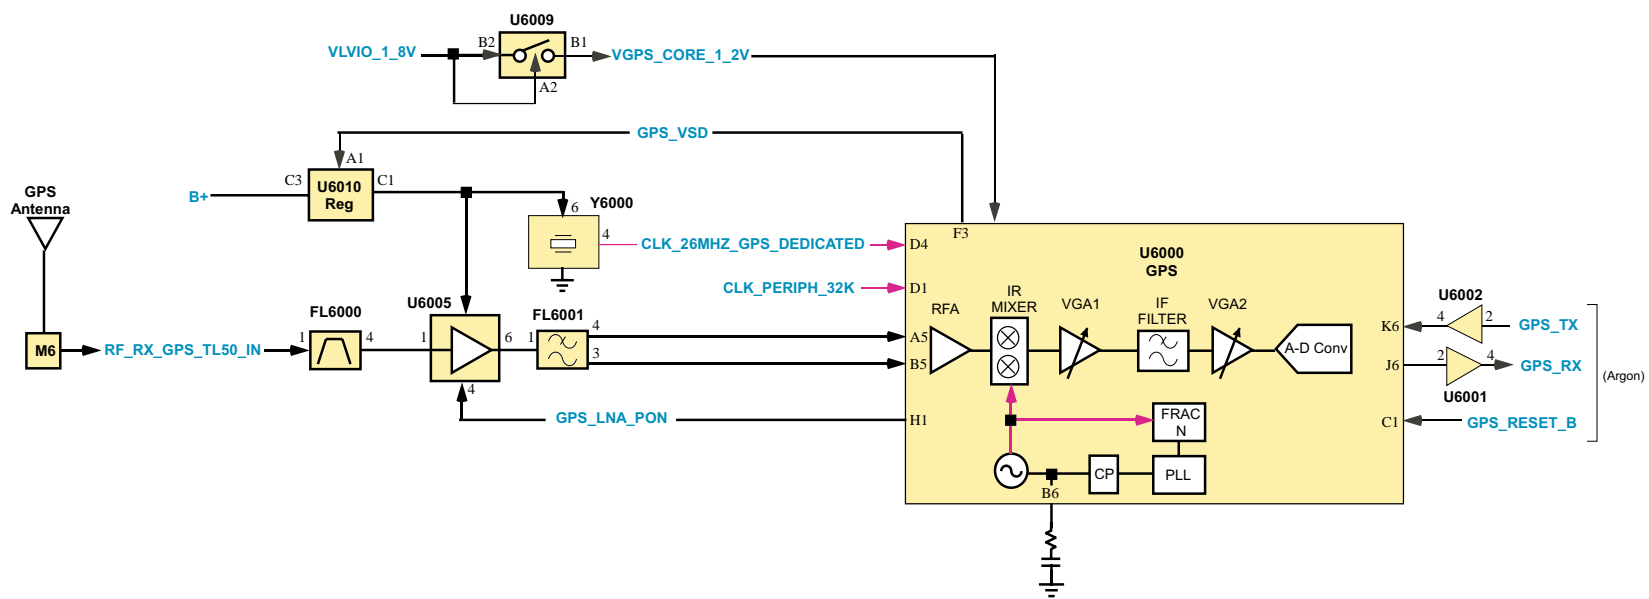 U6009
VLVIO_1_8V
B2
B1
VGPS_CORE_1_2V
A2
GPS_VSD
A1
C3
U6010
Reg
C1
B+
GPS
Antenna
6
Y6000
4
CLK_26MHZ_GPS_DEDICATED
D4
F3
U6000
GPS
CLK_PERIPH_32K
D1
M6
RF_RX_GPS_TL50_IN
1
FL6000
4
U6005
1
6
4
FL6001
1
4
3
A5
B5
RFA
IR
MIXER
VGA1
IF
FILTER
VGA2
A-D Conv
GPS_LNA_PON
H1
FRAC
N
CP
PLL
B6
K6
4
U6002
2
GPS_TX
J6
2
4
U6001
GPS_RX
(Argon)
C1
GPS_RESET_B